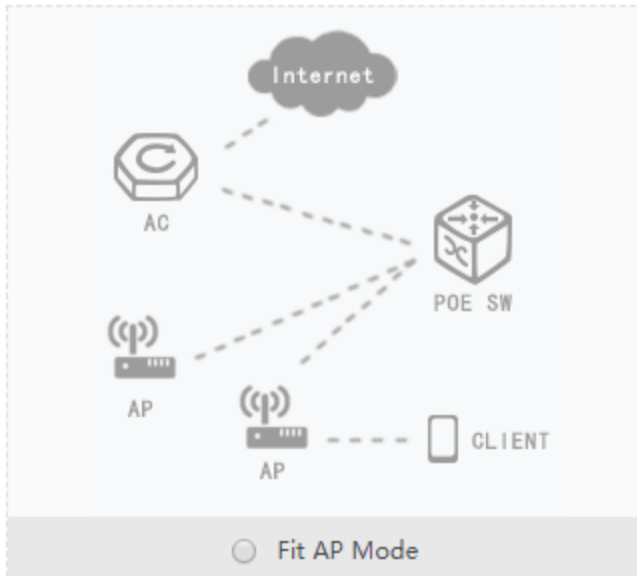 Internet
AC
POE SW
AP
AP
CLIENT
Fit AP Mode